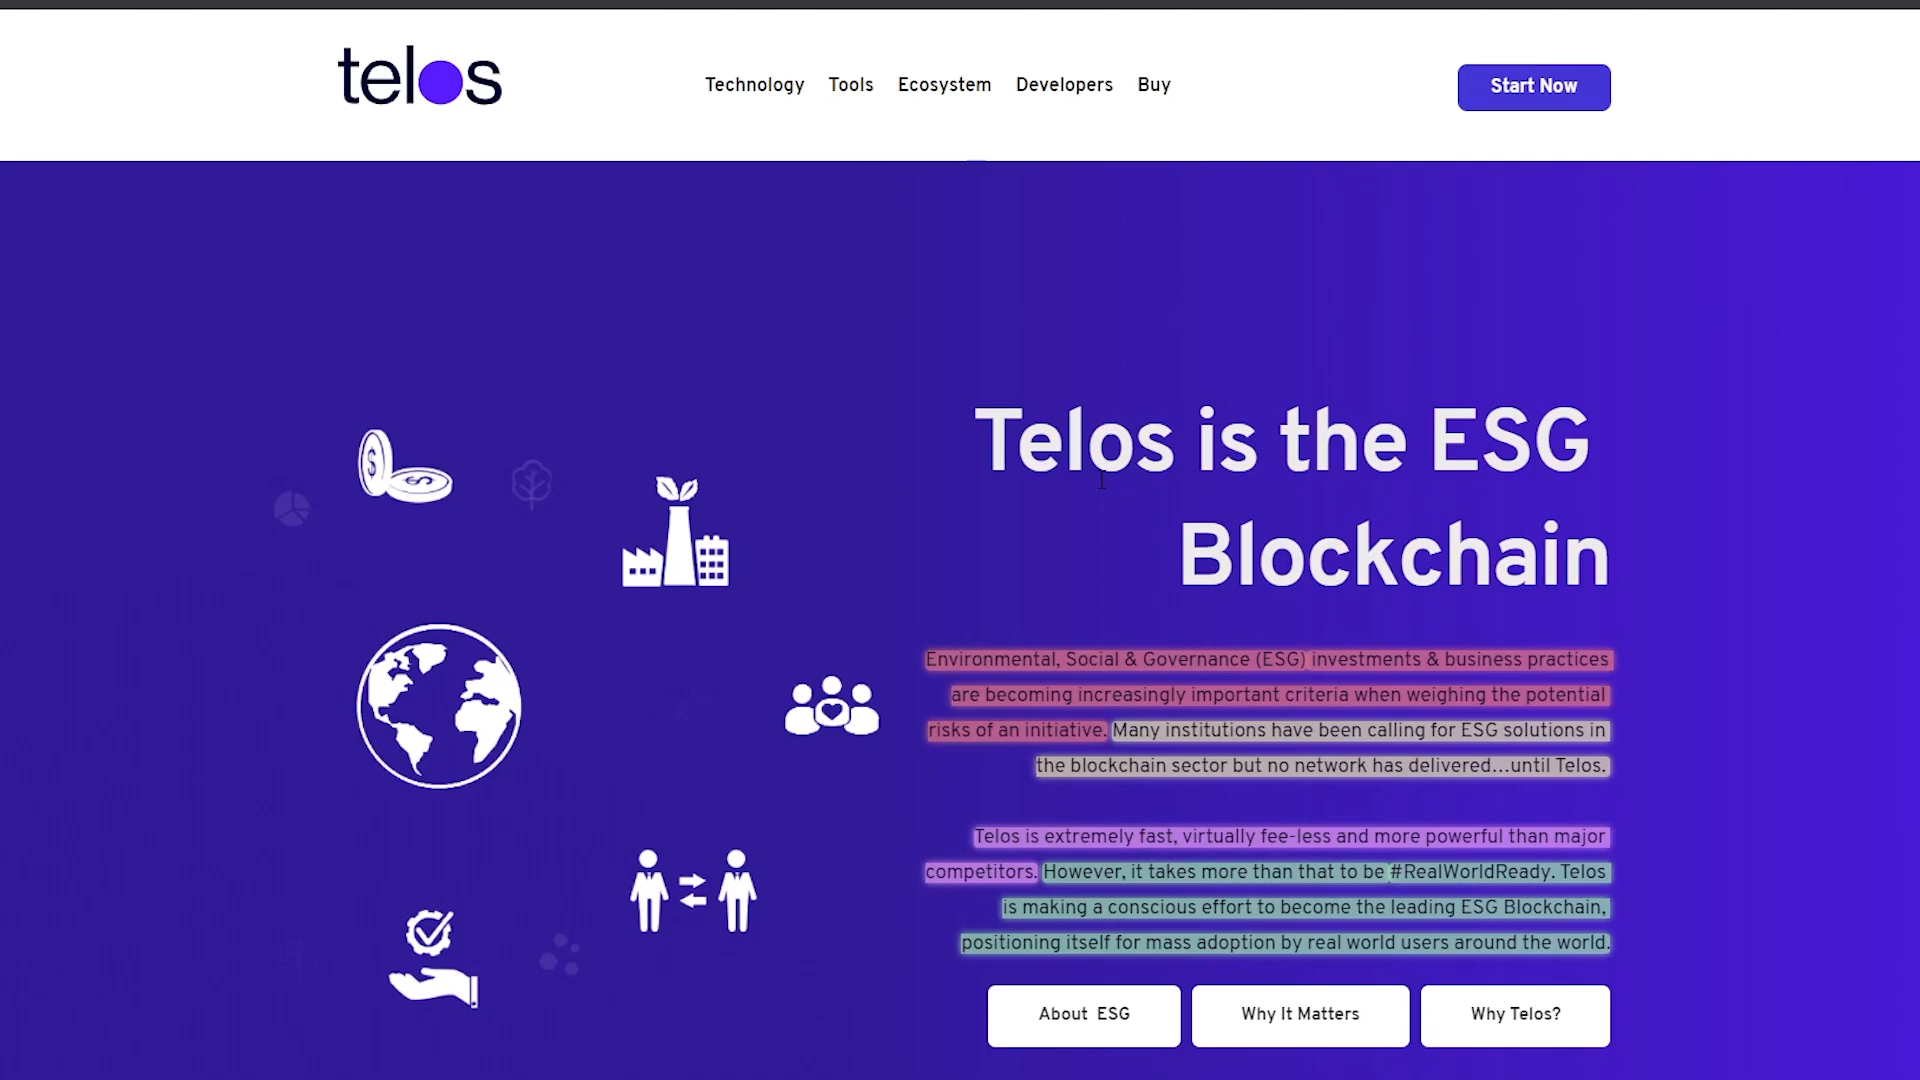 telos
Technology Tools Ecosystem Developers Buy
Start Now
Telos is the ESG
Blockchain
Environmental, Social & Governance (ESG) investments & business practices
are becoming increasingly important criteria when weighing the potential
risks of an initiative. Many institutions have been calling for ESG solutions in
the blockchain sector but no network has delivered...until Telos.
Telos is extremely fast, virtually fee-less and more powerful than major
competitors. However, it takes more than that to be #RealWorldReady. Telos
is making a conscious effort to become the leading ESG Blockchain,
positioning itself for mass adoption by real world users around the world.
About ESG Why It Matters Why Telos?